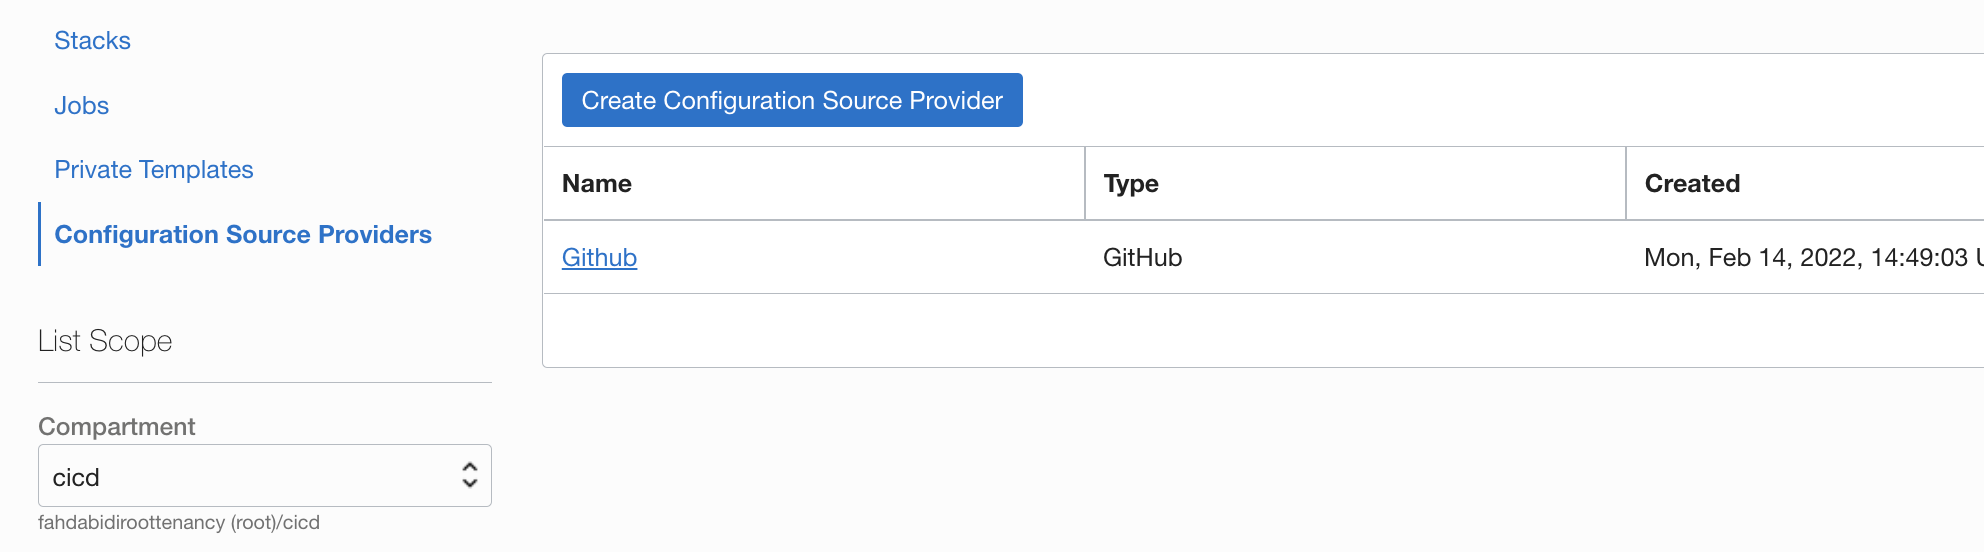 Stacks
Jobs
Private Templates
Configuration Source Providers
List Scope
Compartment
cicd
fahdabidiroottenancy (root)/cicd
Create Configuration Source Provider
Name Type Created
Github GitHub Mon, Feb 14, 2022, 14:49:03